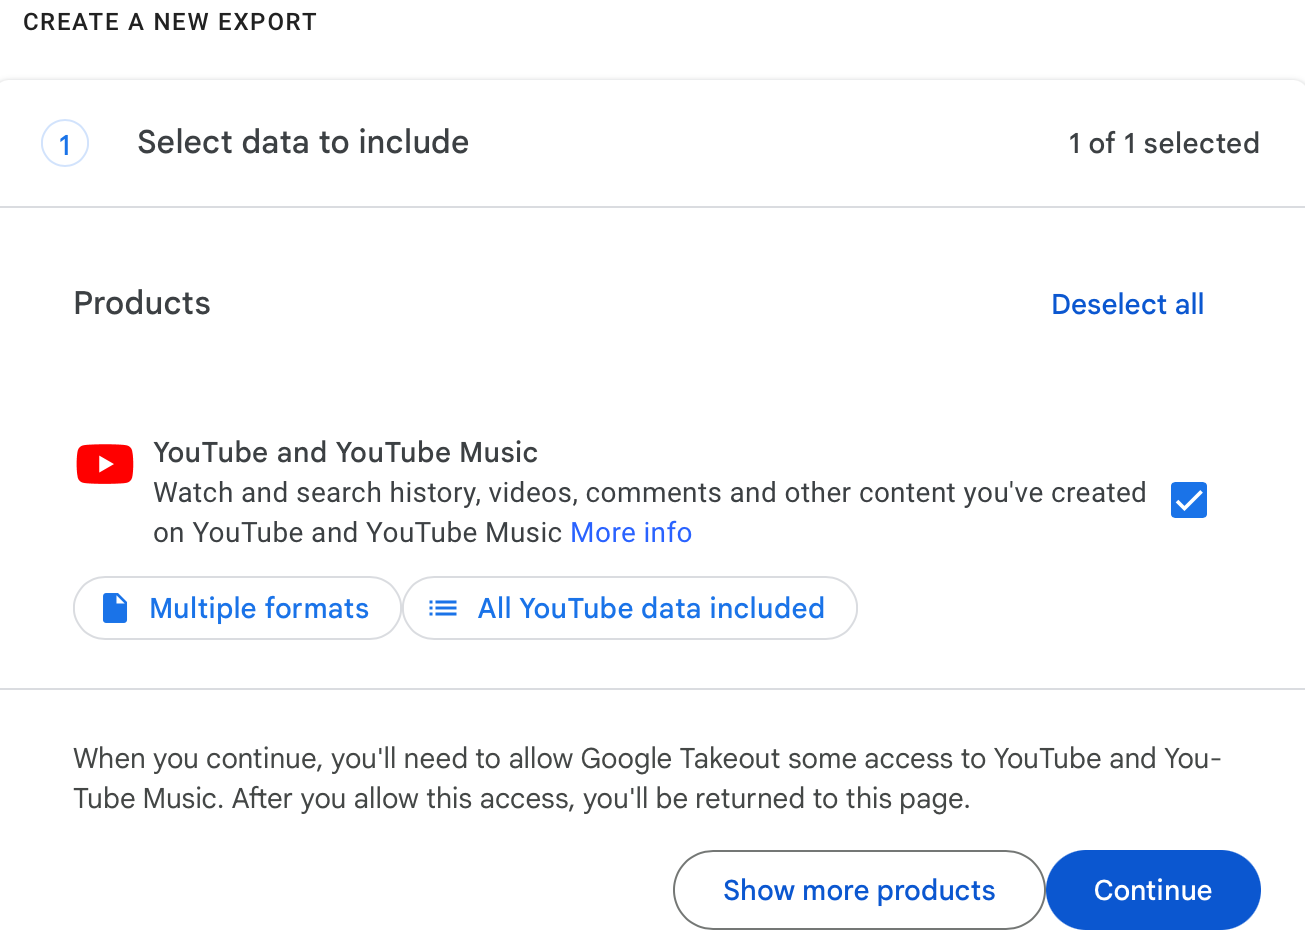 CREATE A NEW EXPORT
1
Select data to include
1 of 1 selected
Products
Deselect all
YouTube and YouTube Music
Watch and search history, videos, comments and other content you've created
on YouTube and YouTube Music More info
Multiple formats
All YouTube data included
When you continue, you'll need to allow Google Takeout some access to YouTube and You-
Tube Music. After you allow this access, you'll be returned to this page.
Show more products
Continue